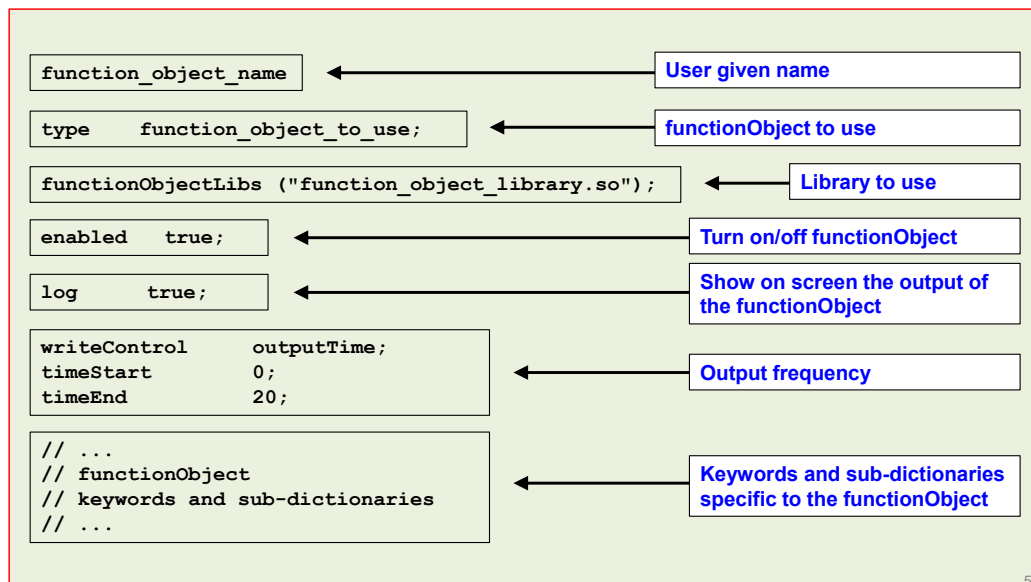 function_object_name
User given name
type function_object_to_use;
functionObject to use
functionObjectLibs ("function_object_library.so");
Library to use
enabled true;
Turn on/off functionObject
log true;
Show on screen the output of
the functionObject
writeControl outputTime;
timeStart 0;
timeEnd 20;
Output frequency
// ...
// functionObject
// keywords and sub-dictionaries
// ...
Keywords and sub-dictionaries
specific to the functionObject
5